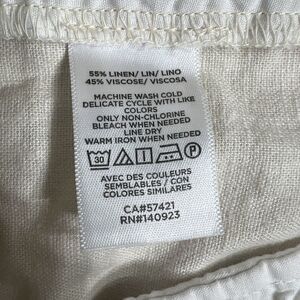 55% LINEN/ LIN/ LINO
45% VISCOSE/ VISCOSA
MACHINE WASH COLD
DELICATE CYCLE WITH LIKE
COLORS
ONLY NON-CHLORINE
BLEACH WHEN NEEDED
LINE DRY
WARM IRON WHEN NEEDED
30 P
AVEC DES COULEURS
SEMBLABLES / CON
COLORES SIMILARES
CA#57421
RN#140923